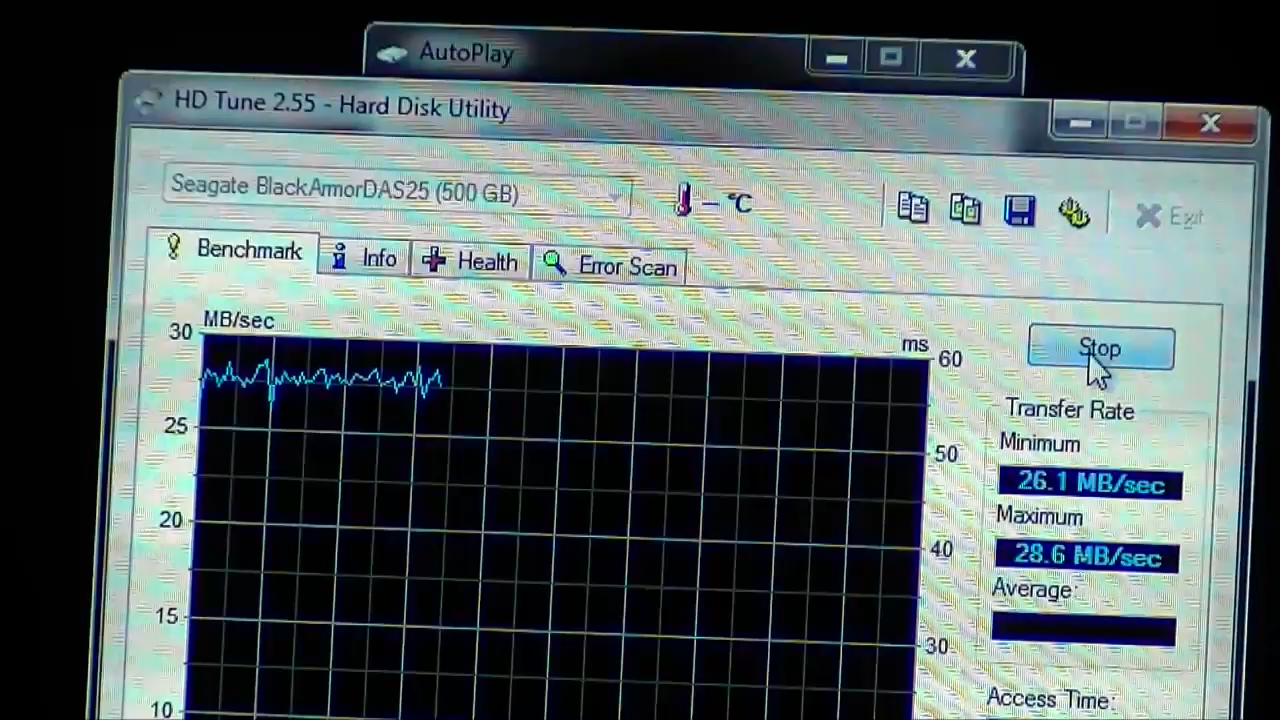 AutoPlay
HD Tune 2.55 - Hard Disk Utility
Seagate BlackArmorDAS25 (500 GB)
– °C
Exit
Benchmark
Info
Health
Error Scan
MB/sec
ms
30
25
20
15
10
60
50
40
30
Stop
Transfer Rate
Minimum
26.1 MB/sec
Maximum
28.6 MB/sec
Average:
Access Time: